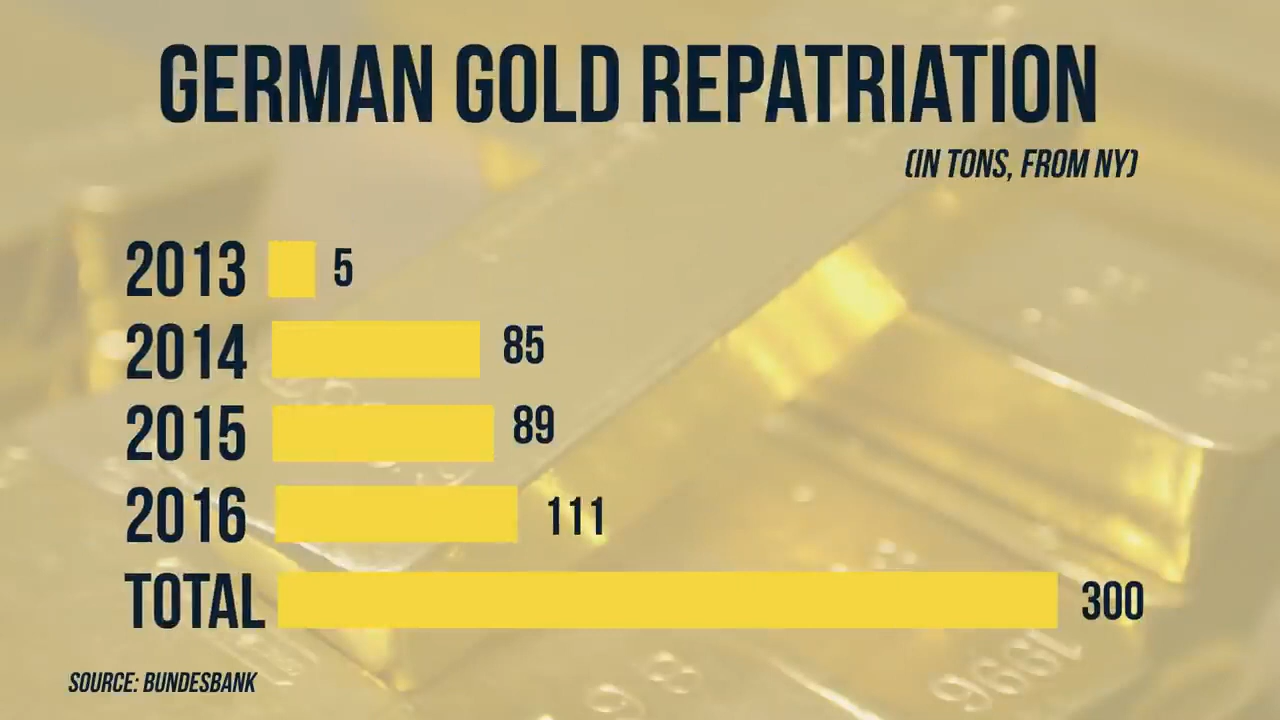 GERMAN GOLD REPATRIATION
(IN TONS, FROM NY)
2013 5
2014 85
2015 89
2016 111
TOTAL 300
SOURCE: BUNDESBANK
1996